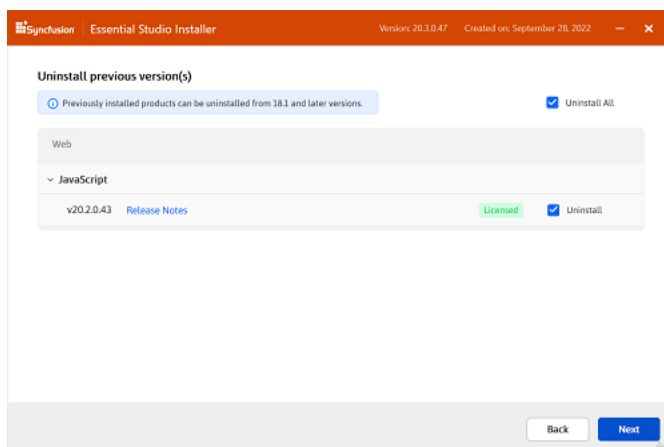 Syncfusion Essential Studio Installer Version: 20.3.0.47 Created on: September 28, 2022
Uninstall previous version(s)
Previously installed products can be uninstalled from 18.1 and later versions. Uninstall All
Web
JavaScript
v20.2.0.43 Release Notes Licensed Uninstall
Back Next